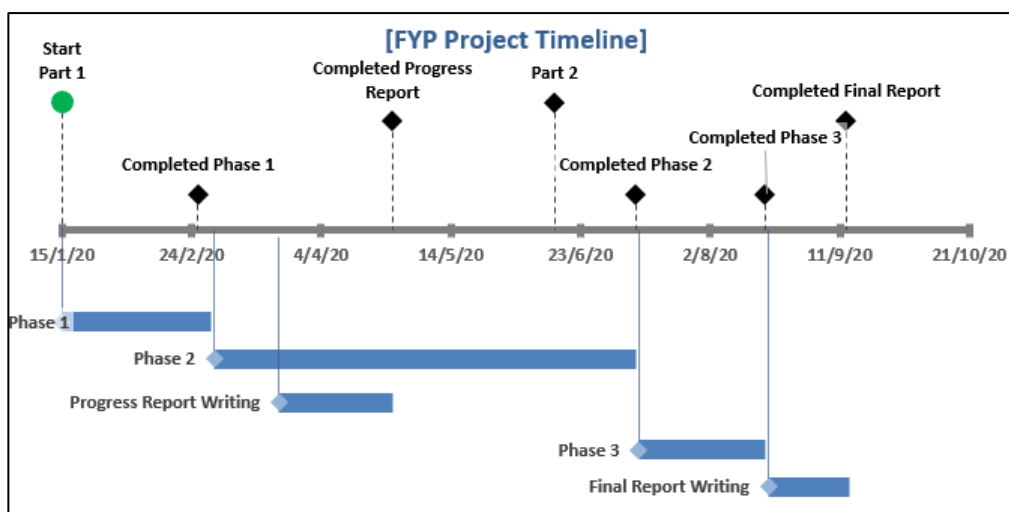 [FYP Project Timeline]
Start
Part 1
Completed Progress
Report
Part 2
Completed Final Report
Completed Phase 1
Completed Phase 2
Completed Phase 3
15/1/20
24/2/20
4/4/20
14/5/20
23/6/20
2/8/20
11/9/20
21/10/20
Phase 1
Phase 2
Progress Report Writing
Phase 3
Final Report Writing